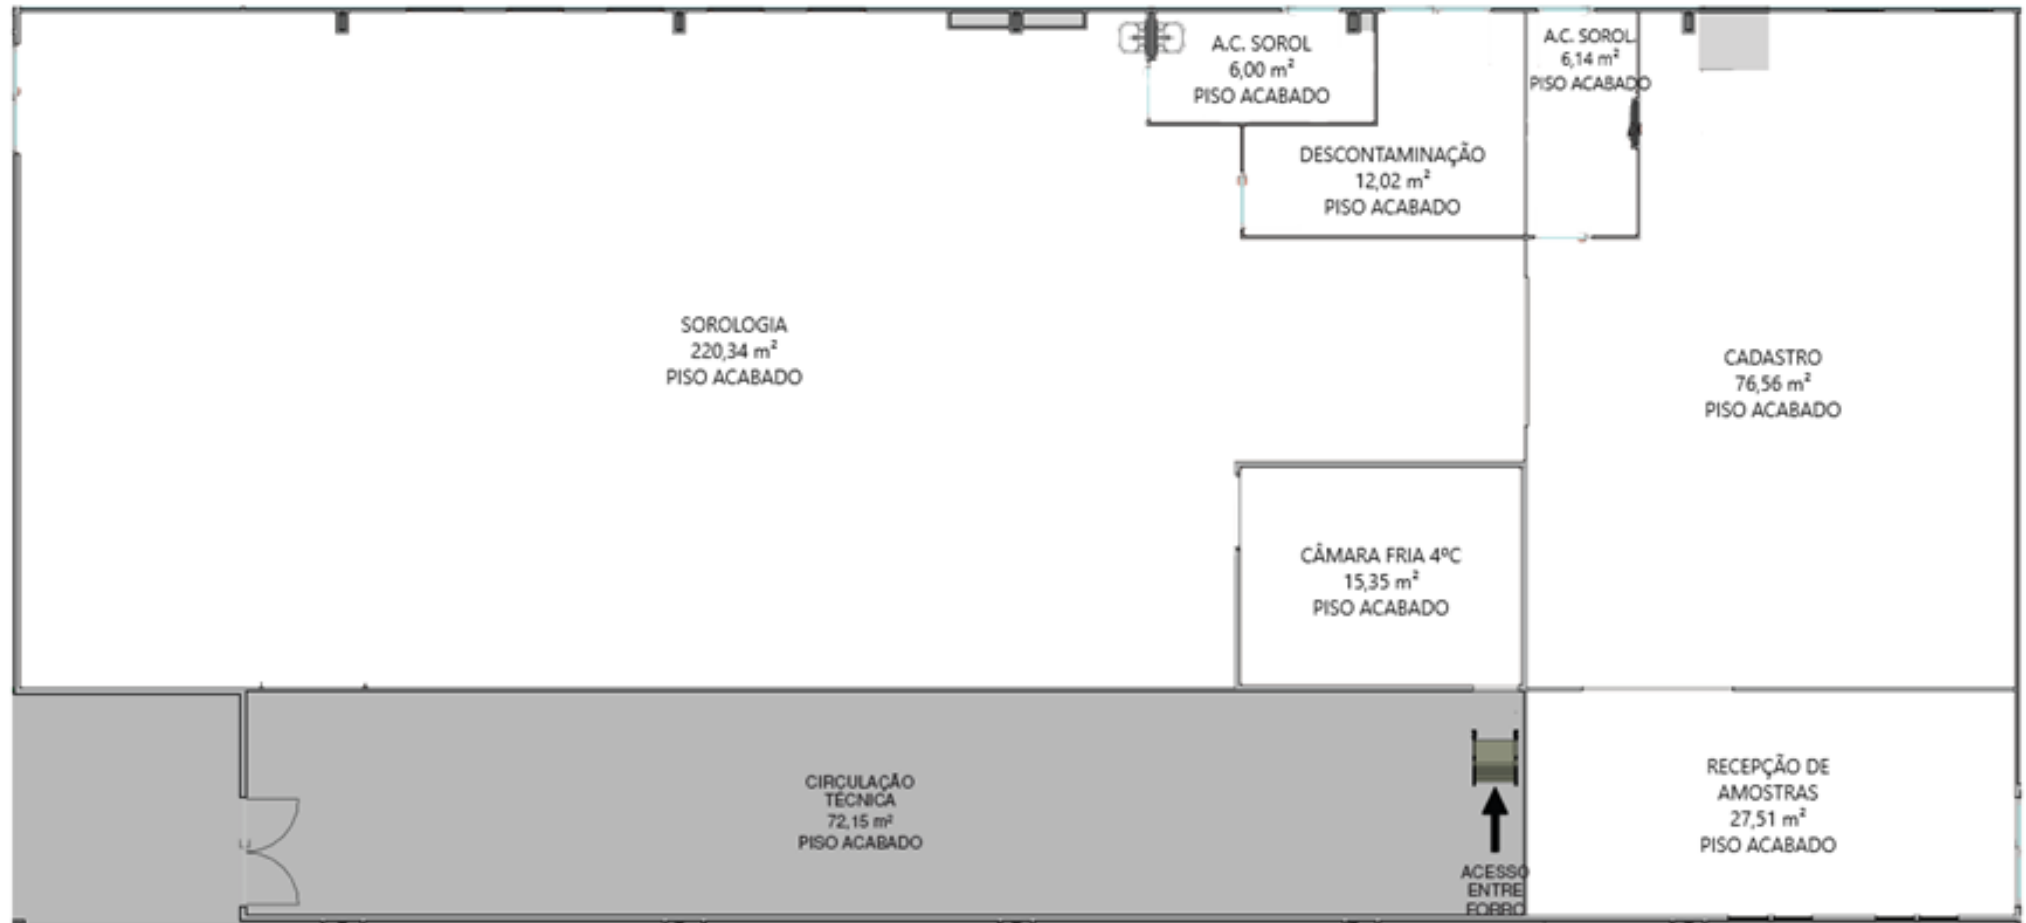 A.C. SOROL
6,00 m²
PISO ACABADO
A.C. SOROL.
6,14 m²
PISO ACABADO
DESCONTAMINAÇÃO
12,02 m²
PISO ACABADO
SOROLOGIA
220,34 m²
PISO ACABADO
CADASTRO
76,56 m²
PISO ACABADO
CÂMARA FRIA 4ºC
15,35 m²
PISO ACABADO
CIRCULAÇÃO
TÉCNICA
72,15 m²
PISO ACABADO
RECEPÇÃO DE
AMOSTRAS
27,51 m²
PISO ACABADO
ACESSO
ENTRE
FORRO